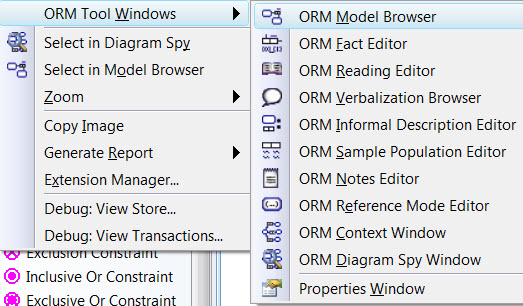 ORM Tool Windows
Select in Diagram Spy
Select in Model Browser
Zoom
Copy Image
Generate Report
Extension Manager...
Debug: View Store...
Debug: View Transactions...
Exclusion Constraint
Inclusive Or Constraint
Exclusive Or Constraint
ORM Model Browser
ORM Fact Editor
ORM Reading Editor
ORM Verbalization Browser
ORM Informal Description Editor
ORM Sample Population Editor
ORM Notes Editor
ORM Reference Mode Editor
ORM Context Window
ORM Diagram Spy Window
Properties Window